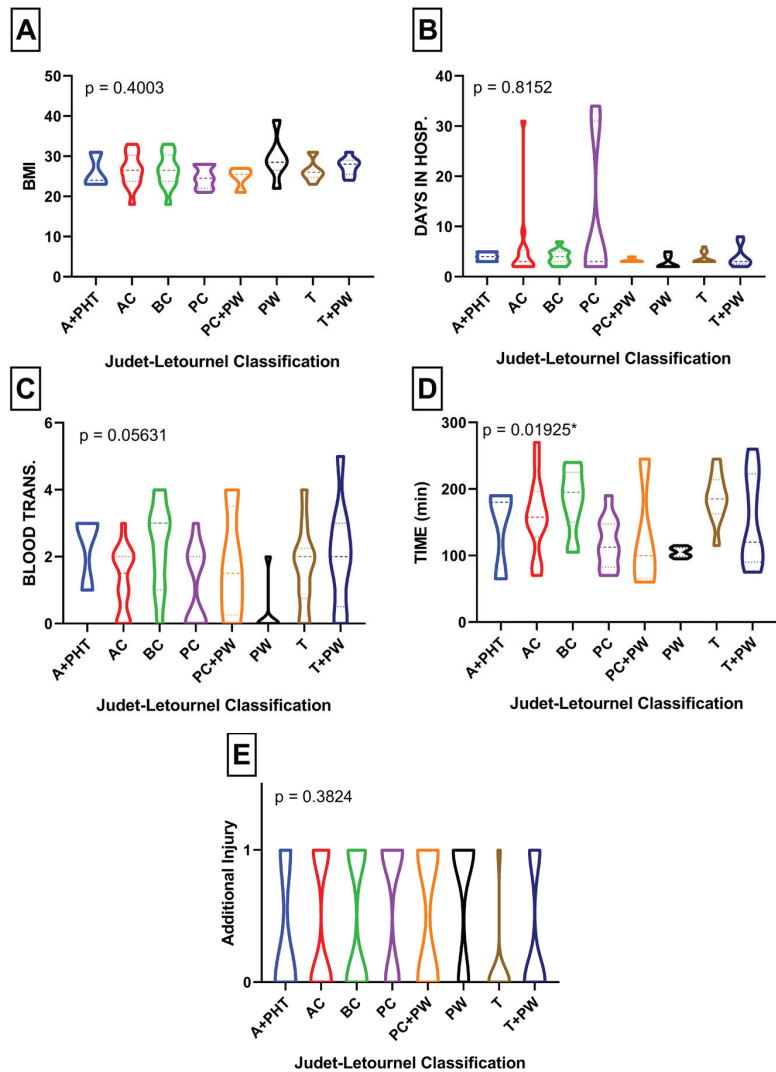 A
p = 0.4003
BMI
50
40
30
20
10
0
A+PHT
AC
BC
PC
PC+PW
PW
T
T+PW
Judet-Letournel Classification
B
p = 0.8152
DAYS IN HOSP.
40
30
20
10
0
A+PHT
AC
BC
PC
PC+PW
PW
T
T+PW
Judet-Letournel Classification
C
p = 0.05631
BLOOD TRANS.
6
4
2
0
A+PHT
AC
BC
PC
PC+PW
PW
T
T+PW
Judet-Letournel Classification
D
p = 0.01925*
TIME (min)
300
200
100
0
A+PHT
AC
BC
PC
PC+PW
PW
T
T+PW
Judet-Letournel Classification
E
p = 0.3824
Additional Injury
1
0
A+PHT
AC
BC
PC
PC+PW
PW
T
T+PW
Judet-Letournel Classification